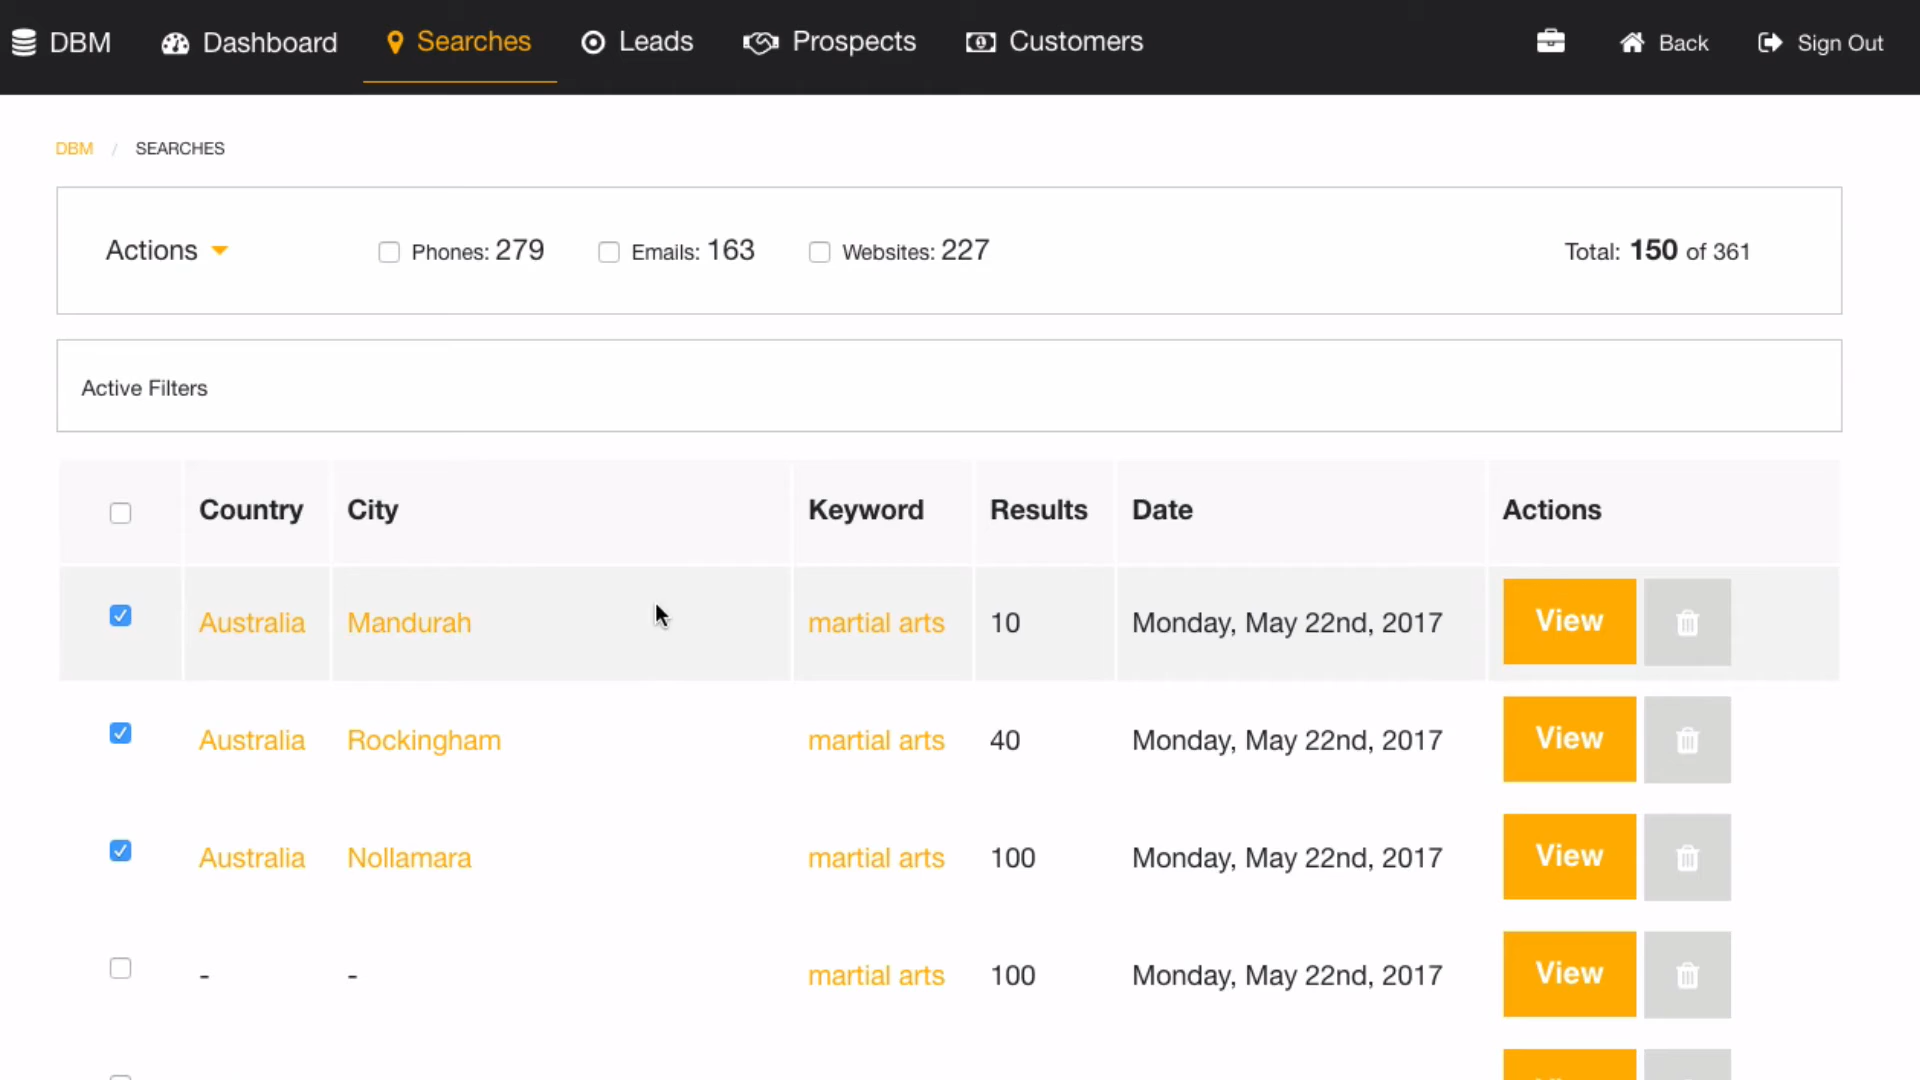 DBM Dashboard Searches Leads Prospects Customers Back Sign Out
DBM / SEARCHES
Actions Phones: 279 Emails: 163 Websites: 227 Total: 150 of 361
Active Filters
Country City Keyword Results Date Actions
Australia Mandurah martial arts 10 Monday, May 22nd, 2017 View
Australia Rockingham martial arts 40 Monday, May 22nd, 2017 View
Australia Nollamara martial arts 100 Monday, May 22nd, 2017 View
- - martial arts 100 Monday, May 22nd, 2017 View